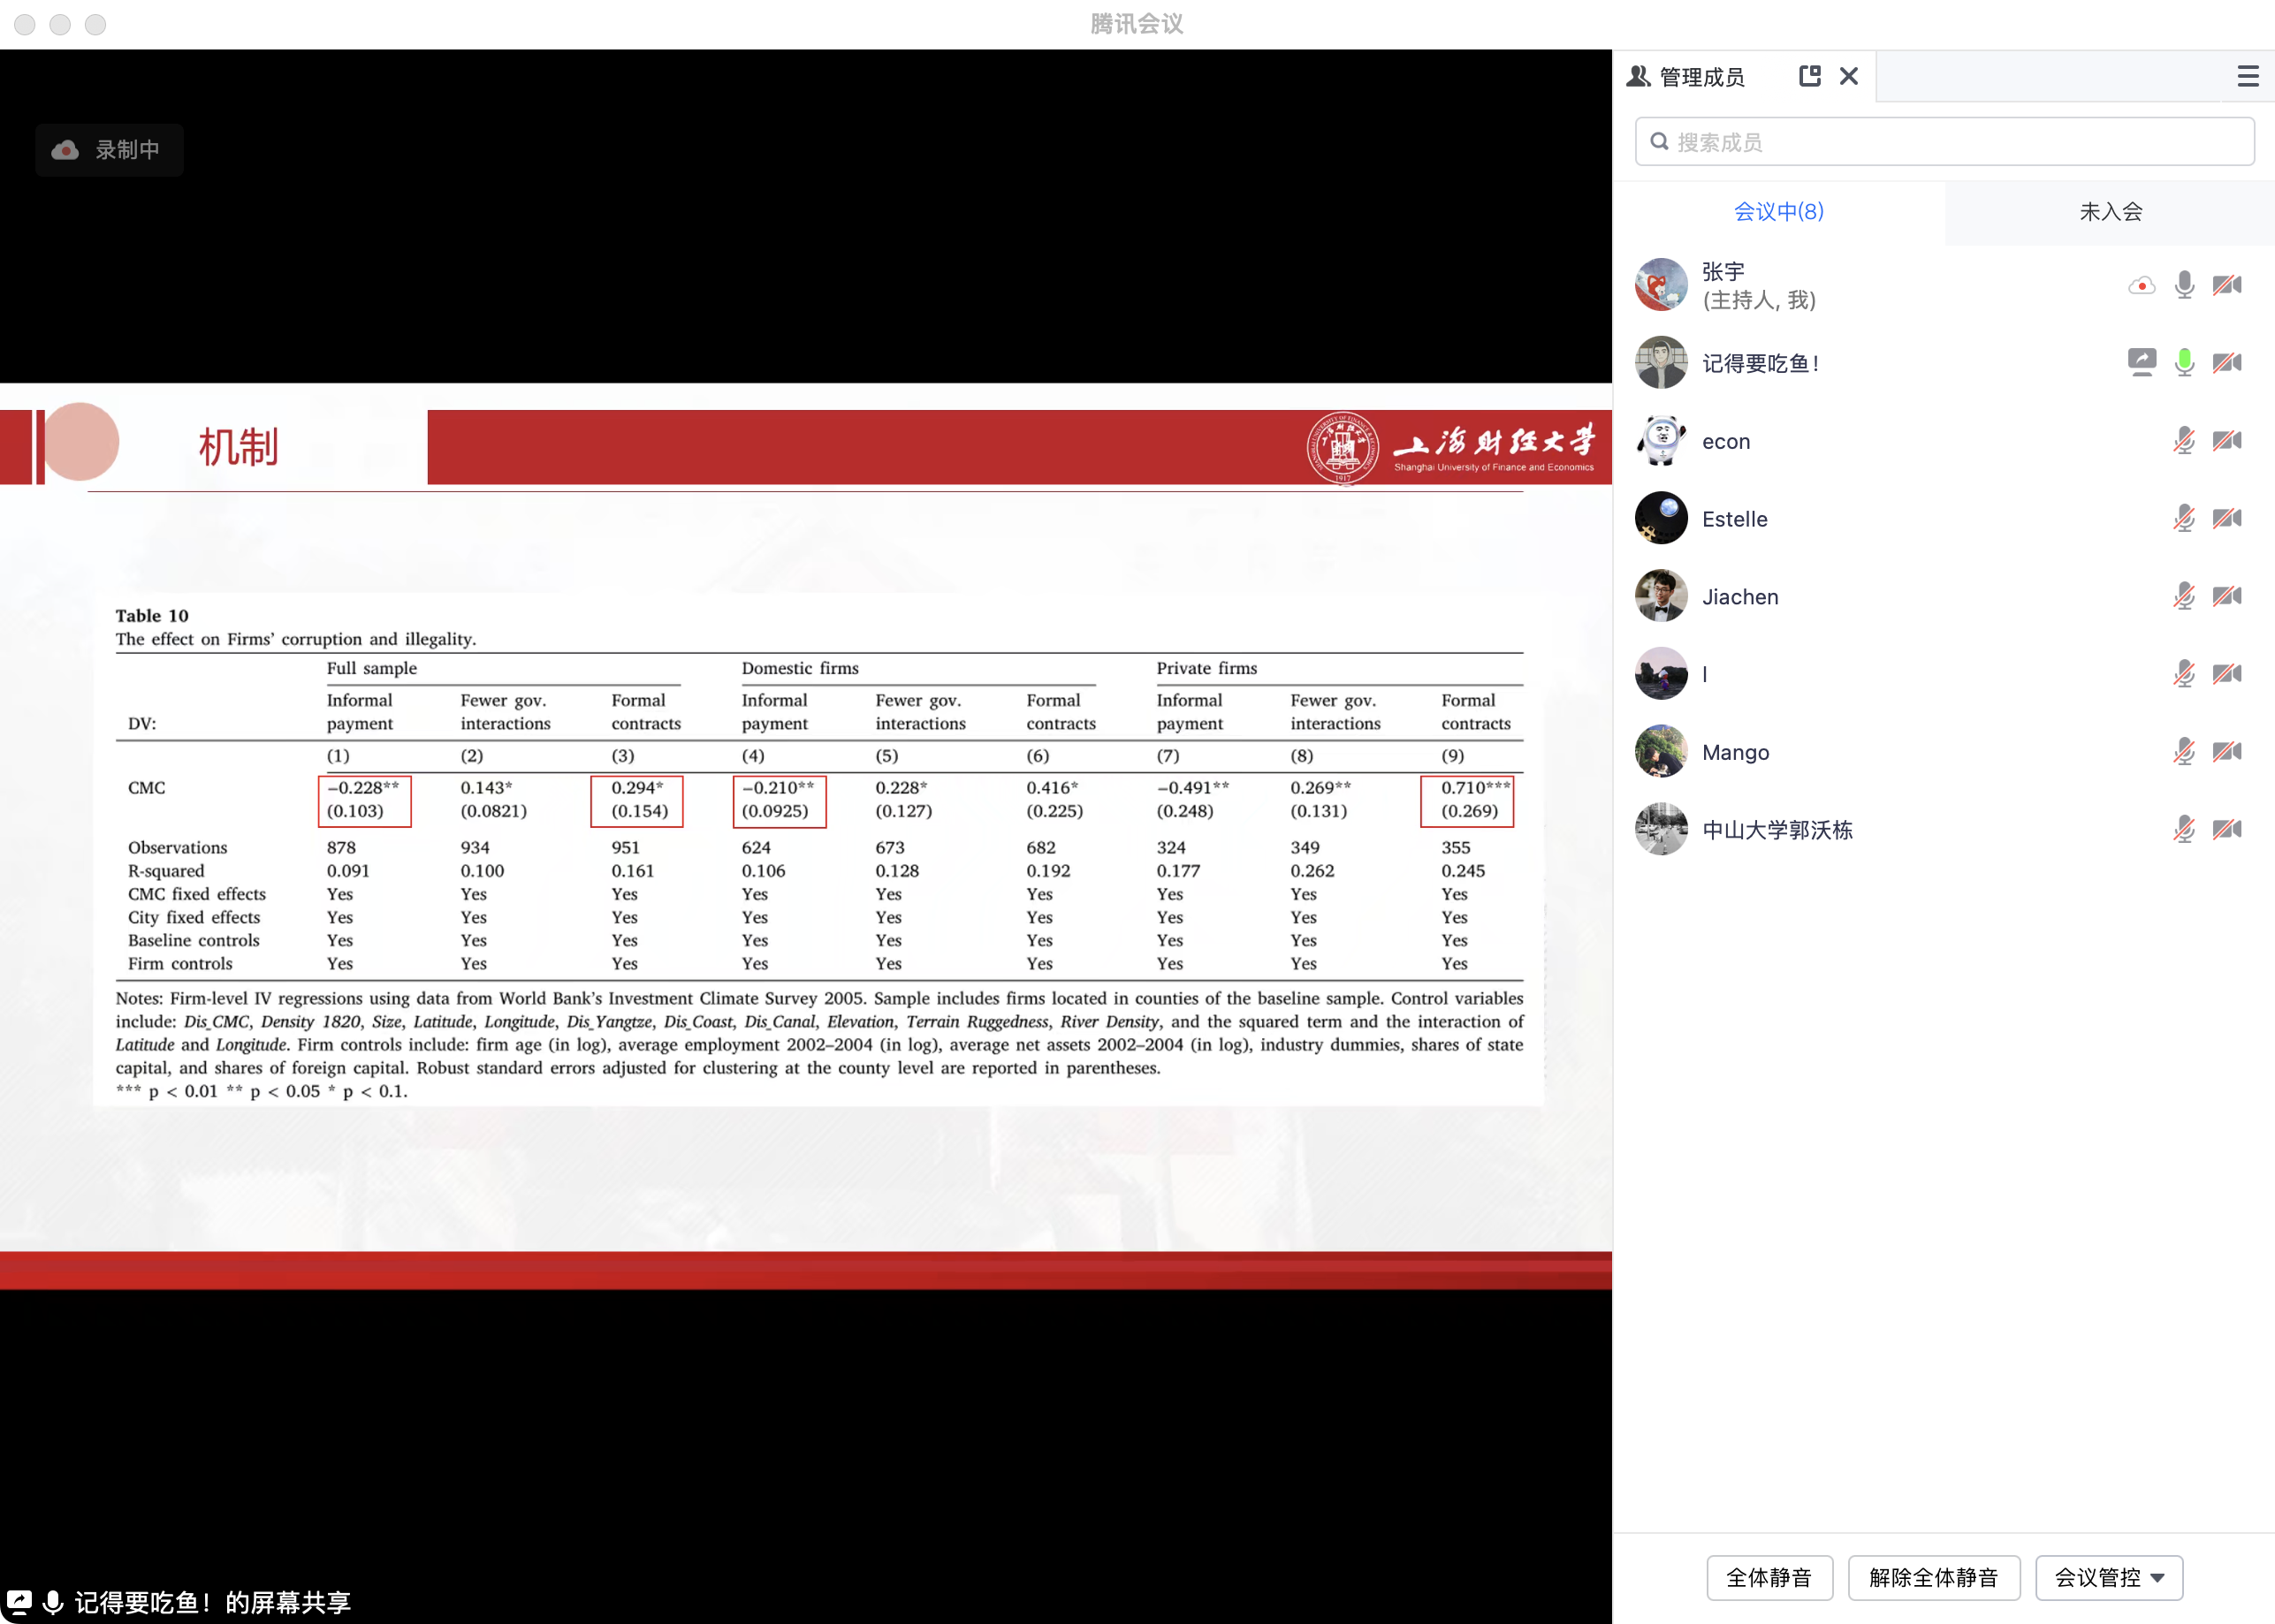 腾讯会议
录制中
机制
上海财经大学
Shanghai University of Finance and Economics
SHANGHAI UNIVERSITY OF FINANCE & ECONOMICS
1917
Table 10
The effect on Firms' corruption and illegality.
Full sample Domestic firms Private firms
Informal Fewer gov. Formal Informal Fewer gov. Formal Informal Fewer gov. Formal
DV: payment interactions contracts payment interactions contracts payment interactions contracts
(1) (2) (3) (4) (5) (6) (7) (8) (9)
CMC −0.228** 0.143* 0.294* −0.210** 0.228* 0.416* −0.491** 0.269** 0.710***
(0.103) (0.0821) (0.154) (0.0925) (0.127) (0.225) (0.248) (0.131) (0.269)
Observations 878 934 951 624 673 682 324 349 355
R-squared 0.091 0.100 0.161 0.106 0.128 0.192 0.177 0.262 0.245
CMC fixed effects Yes Yes Yes Yes Yes Yes Yes Yes Yes
City fixed effects Yes Yes Yes Yes Yes Yes Yes Yes Yes
Baseline controls Yes Yes Yes Yes Yes Yes Yes Yes Yes
Firm controls Yes Yes Yes Yes Yes Yes Yes Yes Yes
Notes: Firm-level IV regressions using data from World Bank's Investment Climate Survey 2005. Sample includes firms located in counties of the baseline sample. Control variables
include: Dis_CMC, Density 1820, Size, Latitude, Longitude, Dis_Yangtze, Dis_Coast, Dis_Canal, Elevation, Terrain Ruggedness, River Density, and the squared term and the interaction of
Latitude and Longitude. Firm controls include: firm age (in log), average employment 2002–2004 (in log), average net assets 2002–2004 (in log), industry dummies, shares of state
capital, and shares of foreign capital. Robust standard errors adjusted for clustering at the county level are reported in parentheses.
*** p < 0.01 ** p < 0.05 * p < 0.1.
记得要吃鱼！的屏幕共享
管理成员
搜索成员
会议中(8) 未入会
张宇
(主持人, 我)
记得要吃鱼！
econ
Estelle
Jiachen
l
Mango
中山大学郭沃栋
全体静音 解除全体静音 会议管控